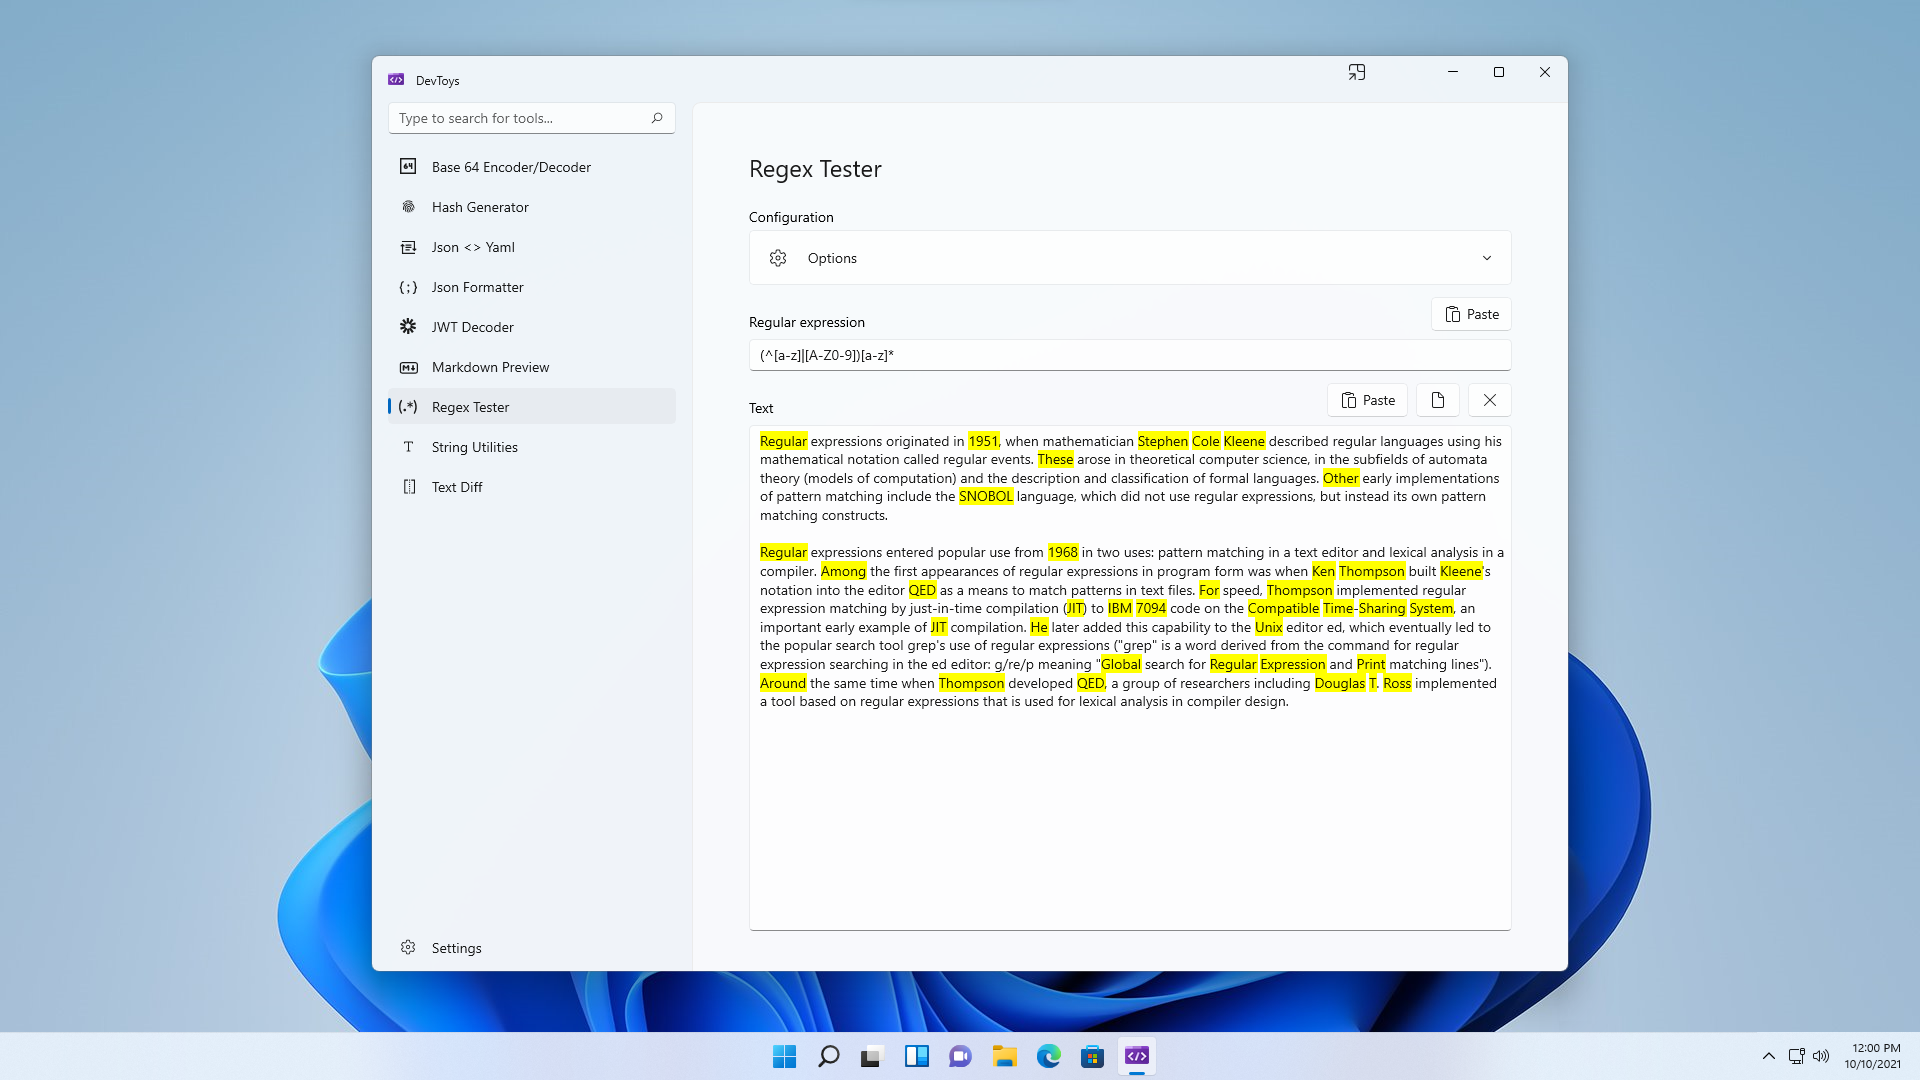 DevToys
Type to search for tools...
64 Base 64 Encoder/Decoder
Hash Generator
Json <> Yaml
{;} Json Formatter
JWT Decoder
M Markdown Preview
(.*) Regex Tester
T String Utilities
Text Diff
Settings
Regex Tester
Configuration
Options
Regular expression
Paste
(^[a-z]|[A-Z0-9])[a-z]*
Text
Paste
Regular expressions originated in 1951, when mathematician Stephen Cole Kleene described regular languages using his
mathematical notation called regular events. These arose in theoretical computer science, in the subfields of automata
theory (models of computation) and the description and classification of formal languages. Other early implementations
of pattern matching include the SNOBOL language, which did not use regular expressions, but instead its own pattern
matching constructs.
Regular expressions entered popular use from 1968 in two uses: pattern matching in a text editor and lexical analysis in a
compiler. Among the first appearances of regular expressions in program form was when Ken Thompson built Kleene's
notation into the editor QED as a means to match patterns in text files. For speed, Thompson implemented regular
expression matching by just-in-time compilation (JIT) to IBM 7094 code on the Compatible Time-Sharing System, an
important early example of JIT compilation. He later added this capability to the Unix editor ed, which eventually led to
the popular search tool grep's use of regular expressions ("grep" is a word derived from the command for regular
expression searching in the ed editor: g/re/p meaning "Global search for Regular Expression and Print matching lines").
Around the same time when Thompson developed QED, a group of researchers including Douglas T. Ross implemented
a tool based on regular expressions that is used for lexical analysis in compiler design.
12:00 PM
10/10/2021